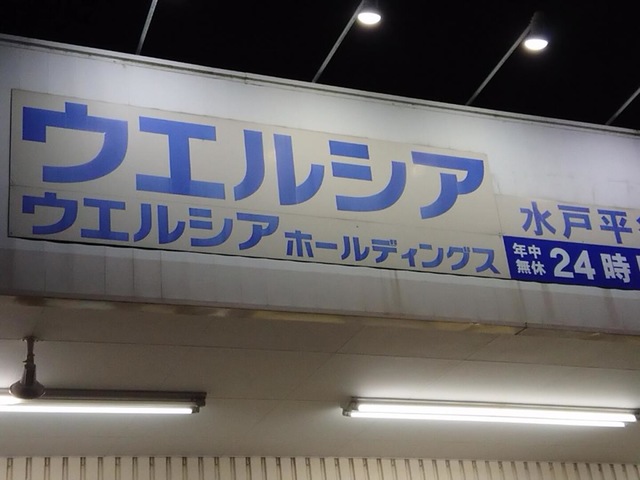 ウエルシア
ウエルシアホールディングス
水戸平
年中
無休
24時